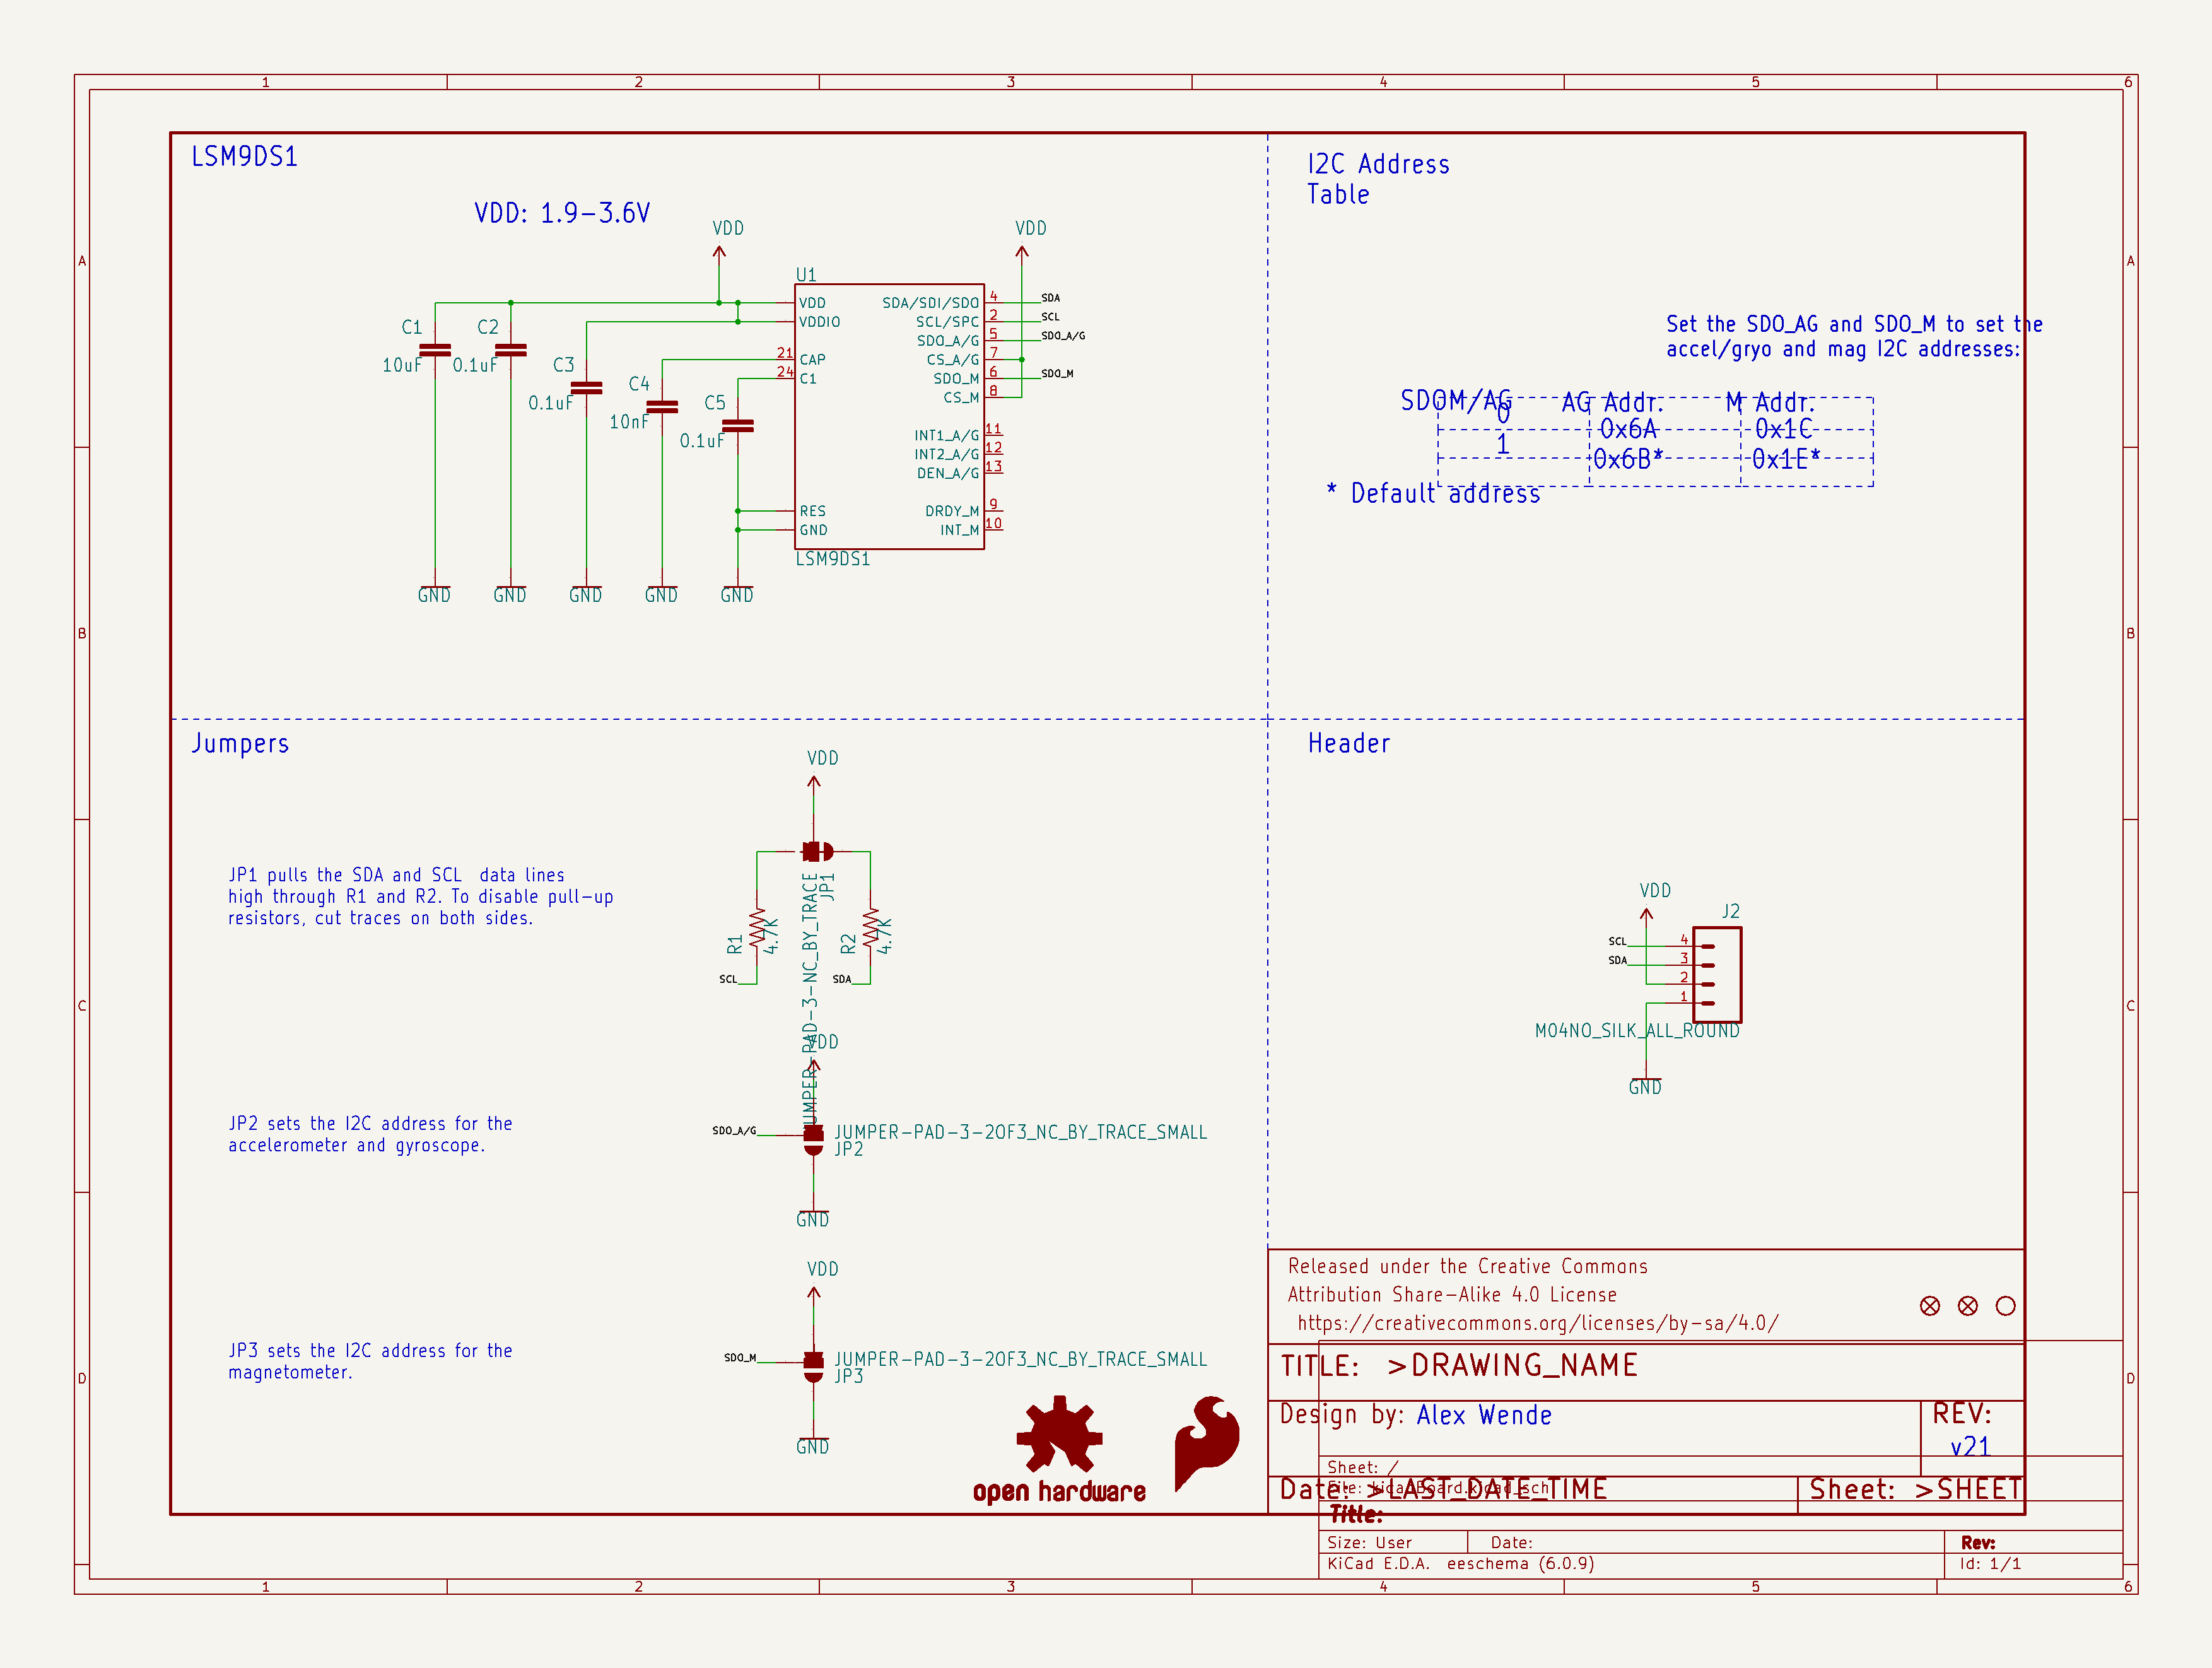 1 2 3 4 5 6
LSM9DS1
VDD: 1.9-3.6V
VDD
VDD
U1
VDD
VDDIO
21 CAP
24 C1
RES
GND
SDA/SDI/SDO 4 SDA
SCL/SPC 2 SCL
SDO_A/G 5 SDO_A/G
CS_A/G 7
SDO_M 6 SDO_M
CS_M 8
INT1_A/G 11
INT2_A/G 12
DEN_A/G 13
DRDY_M 9
INT_M 10
LSM9DS1
C1
10uF
C2
0.1uF
C3
0.1uF
C4
10nF
C5
0.1uF
GND GND GND GND GND
I2C Address
Table
Set the SDO_AG and SDO_M to set the
accel/gryo and mag I2C addresses:
SDOM/AG AG Addr. M Addr.
0 0x6A 0x1C
1 0x6B* 0x1E*
* Default address
A A
B B
C C
D D
Jumpers
VDD
JP1 pulls the SDA and SCL  data lines
high through R1 and R2. To disable pull-up
resistors, cut traces on both sides.
JP1
JUMPER-PAD-3-NC_BY_TRACE
R1
4.7K
R2
4.7K
SCL
SDA
VDD
JP2 sets the I2C address for the
accelerometer and gyroscope.
SDO_A/G
JUMPER-PAD-3-2OF3_NC_BY_TRACE_SMALL
JP2
GND
VDD
JP3 sets the I2C address for the
magnetometer.
SDO_M
JUMPER-PAD-3-2OF3_NC_BY_TRACE_SMALL
JP3
GND
open hardware
Header
VDD
J2
SCL 4
SDA 3
2
1
M04NO_SILK_ALL_ROUND
GND
Released under the Creative Commons
Attribution Share-Alike 4.0 License
https://creativecommons.org/licenses/by-sa/4.0/
TITLE: >DRAWING_NAME
Design by: Alex Wende
REV:
v21
Date: >LAST_DATE_TIME
Sheet: >SHEET
Sheet: /
File: kicadBoard.kicad_sch
Title:
Size: User Date: Rev:
KiCad E.D.A.  eeschema (6.0.9) Id: 1/1
1 2 3 4 5 6